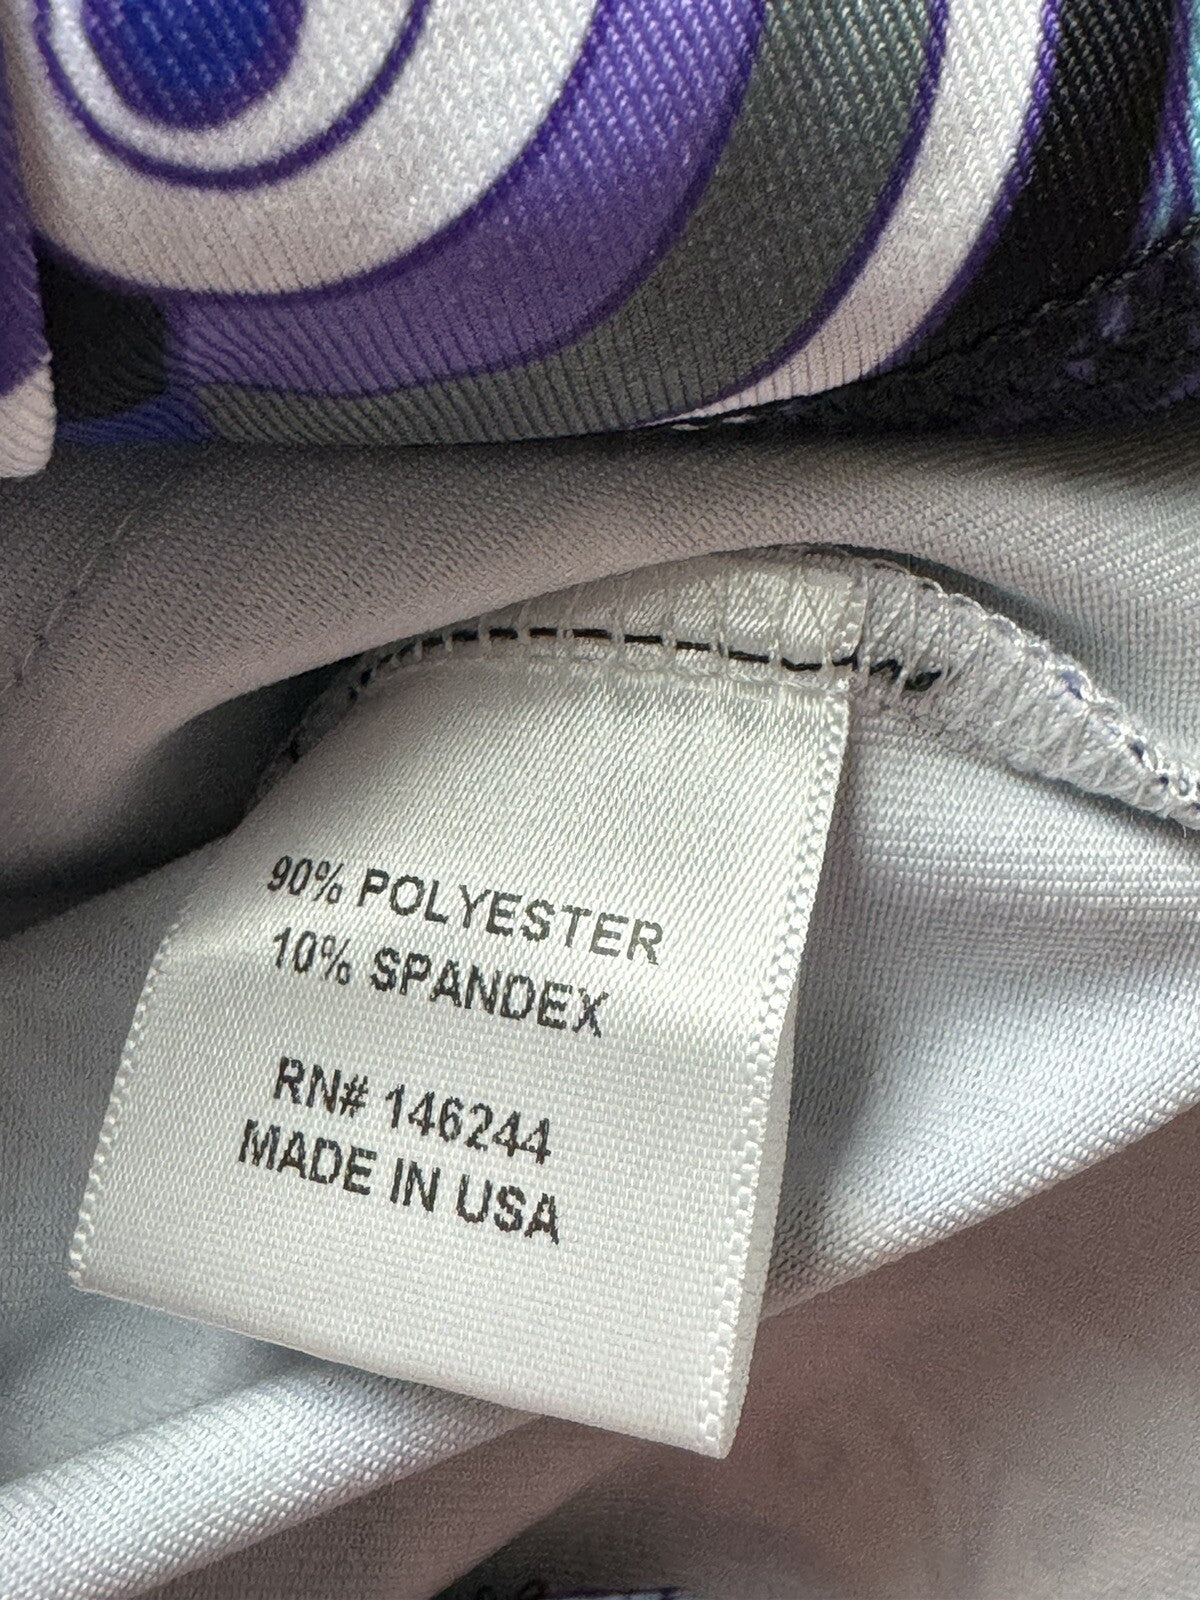 90% POLYESTER
10% SPANDEX
RN# 146244
MADE IN USA